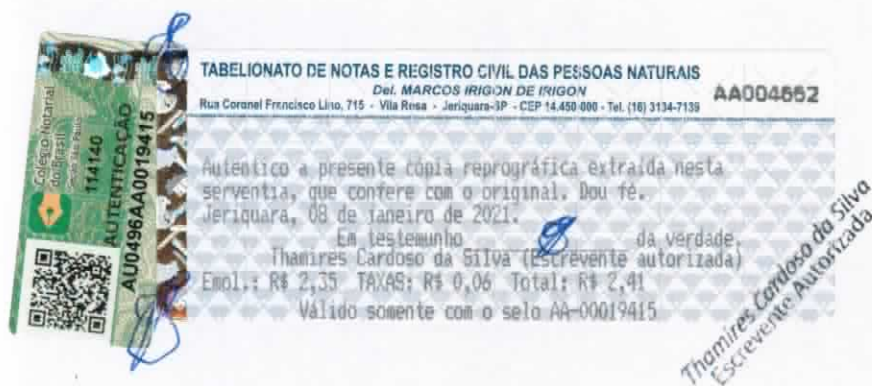 TABELIONATO DE NOTAS E REGISTRO CIVIL DAS PESSOAS NATURAIS
Del. MARCOS IRIGON DE IRIGON
Rua Coronel Francisco Lino, 715 - Vila Rosa - Jeriquara-SP - CEP 14.450-000 - Tel. (16) 3134-7139
AA004662
Colégio Notarial
do Brasil
114140
AUTENTICAÇÃO
AU0496AA0019415
Autentico a presente cópia reprográfica extraída nesta
serventia, que confere com o original. Dou fé.
Jeriquara, 08 de janeiro de 2021.
Em testemunho da verdade.
Thamires Cardoso da Silva (Escrevente autorizada)
Emol.: R$ 2,35 TAXAS: R$ 0,06 Total: R$ 2,41
Válido somente com o selo AA-00019415
Thamires Cardoso da Silva
Escrevente Autorizada